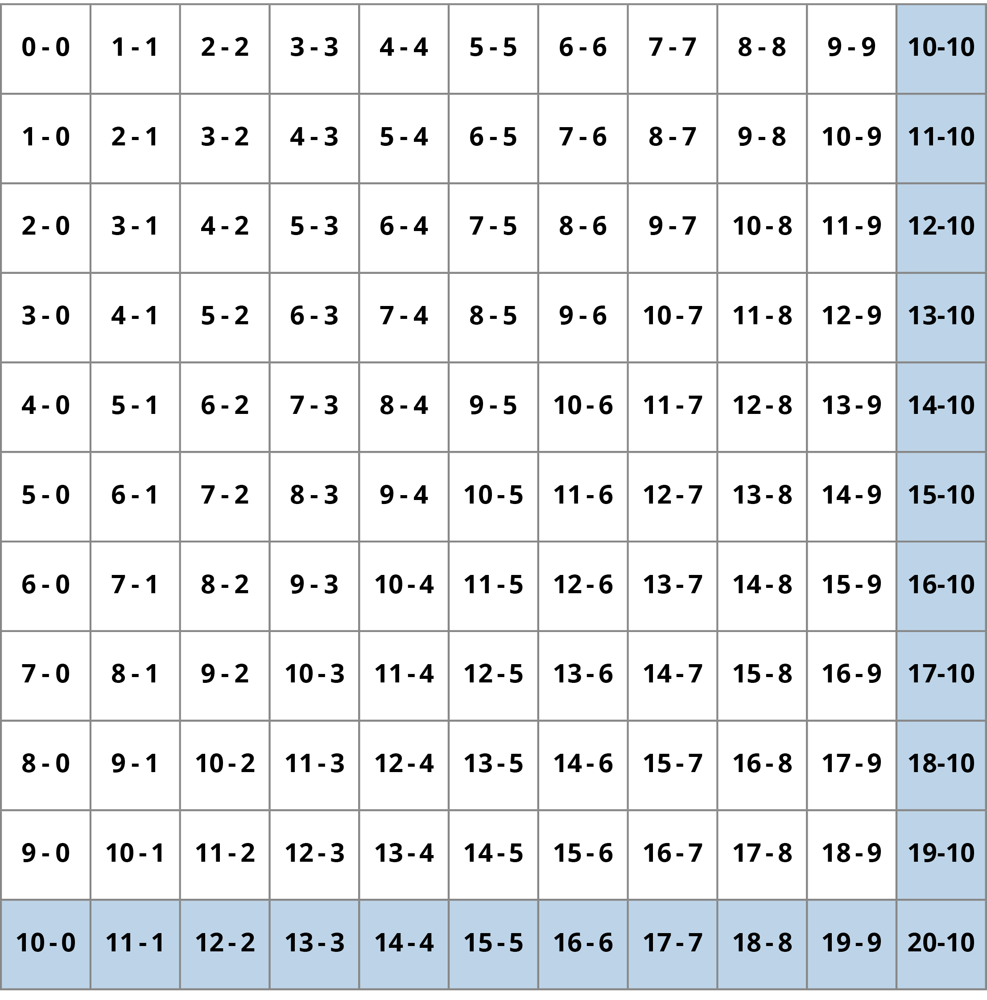 0 - 0 1 - 1 2 - 2 3 - 3 4 - 4 5 - 5 6 - 6 7 - 7 8 - 8 9 - 9 10-10
1 - 0 2 - 1 3 - 2 4 - 3 5 - 4 6 - 5 7 - 6 8 - 7 9 - 8 10 - 9 11-10
2 - 0 3 - 1 4 - 2 5 - 3 6 - 4 7 - 5 8 - 6 9 - 7 10 - 8 11 - 9 12-10
3 - 0 4 - 1 5 - 2 6 - 3 7 - 4 8 - 5 9 - 6 10 - 7 11 - 8 12 - 9 13-10
4 - 0 5 - 1 6 - 2 7 - 3 8 - 4 9 - 5 10 - 6 11 - 7 12 - 8 13 - 9 14-10
5 - 0 6 - 1 7 - 2 8 - 3 9 - 4 10 - 5 11 - 6 12 - 7 13 - 8 14 - 9 15-10
6 - 0 7 - 1 8 - 2 9 - 3 10 - 4 11 - 5 12 - 6 13 - 7 14 - 8 15 - 9 16-10
7 - 0 8 - 1 9 - 2 10 - 3 11 - 4 12 - 5 13 - 6 14 - 7 15 - 8 16 - 9 17-10
8 - 0 9 - 1 10 - 2 11 - 3 12 - 4 13 - 5 14 - 6 15 - 7 16 - 8 17 - 9 18-10
9 - 0 10 - 1 11 - 2 12 - 3 13 - 4 14 - 5 15 - 6 16 - 7 17 - 8 18 - 9 19-10
10 - 0 11 - 1 12 - 2 13 - 3 14 - 4 15 - 5 16 - 6 17 - 7 18 - 8 19 - 9 20-10